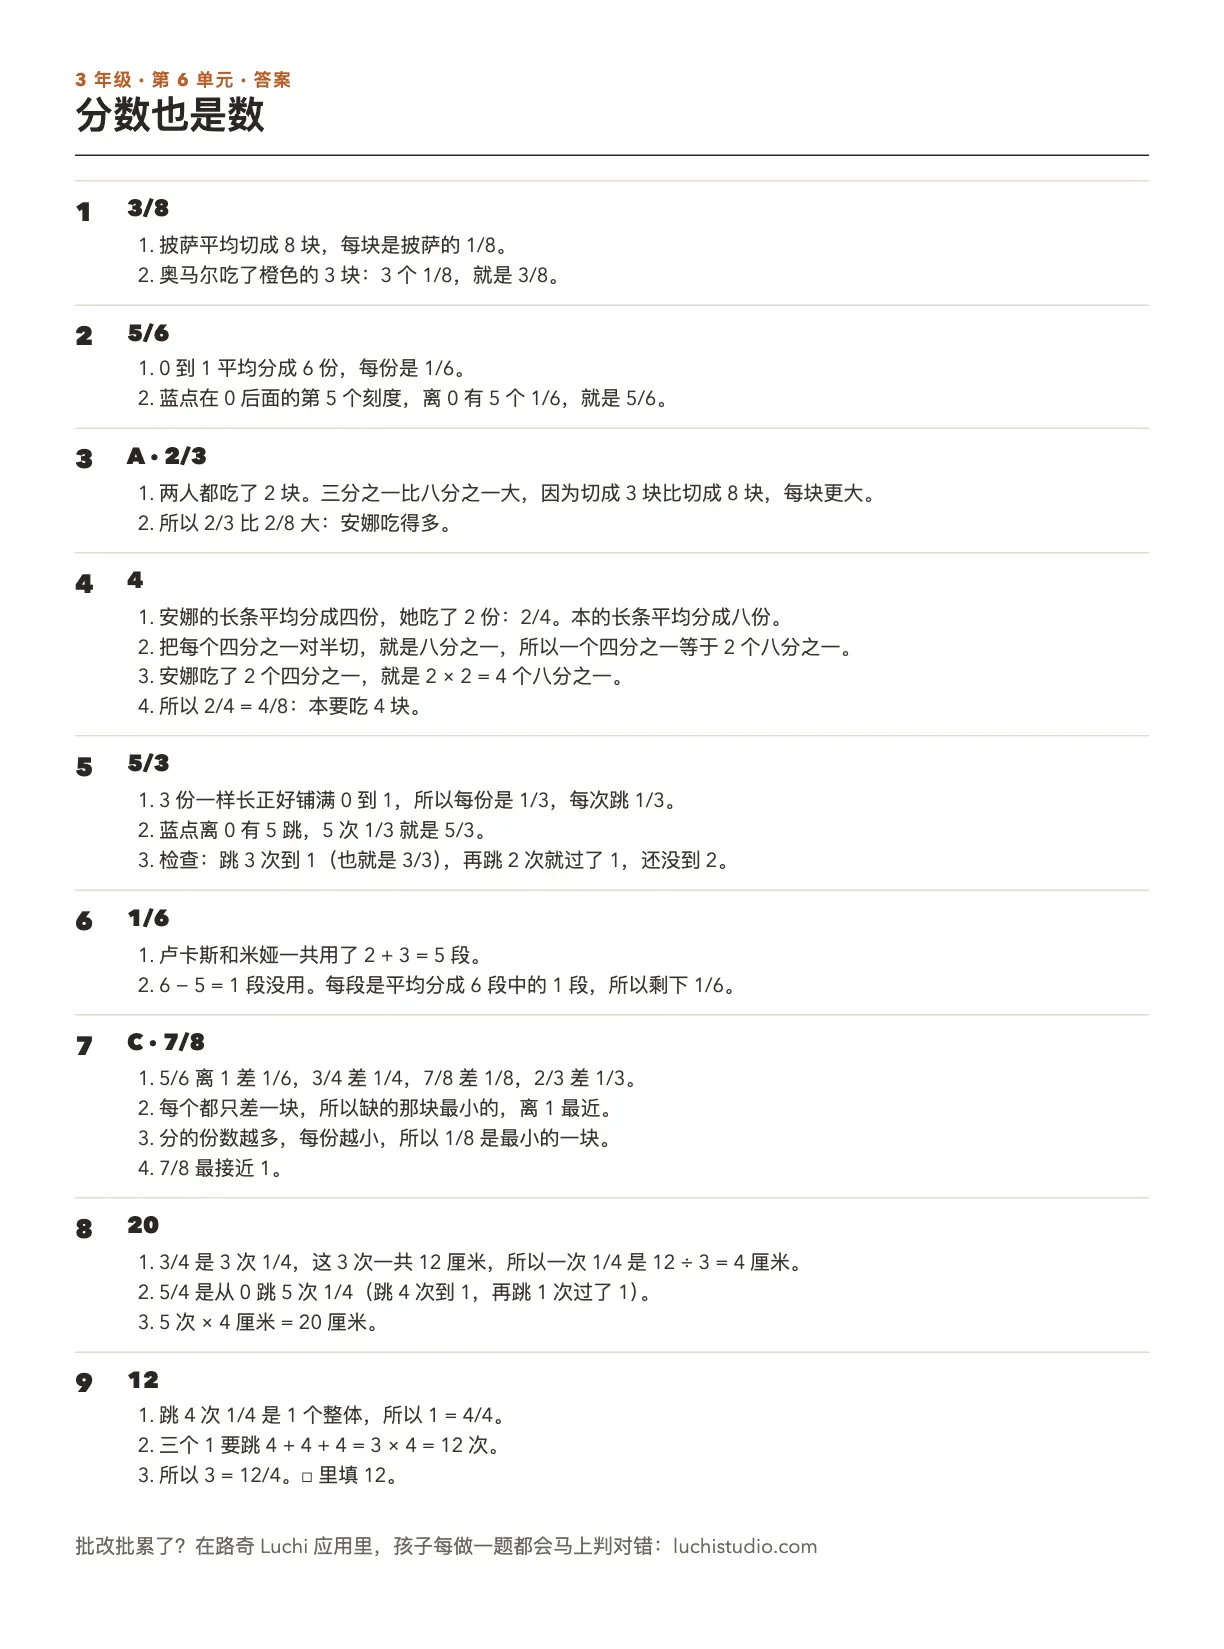 3 年级 · 第 6 单元 · 答案
分数也是数
1
3/8
1. 披萨平均切成 8 块，每块是披萨的 1/8。
2. 奥马尔吃了橙色的 3 块：3 个 1/8，就是 3/8。
2
5/6
1. 0 到 1 平均分成 6 份，每份是 1/6。
2. 蓝点在 0 后面的第 5 个刻度，离 0 有 5 个 1/6，就是 5/6。
3
A · 2/3
1. 两人都吃了 2 块。三分之一比八分之一大，因为切成 3 块比切成 8 块，每块更大。
2. 所以 2/3 比 2/8 大：安娜吃得多。
4
4
1. 安娜的长条平均分成四份，她吃了 2 份：2/4。本的长条平均分成八份。
2. 把每个四分之一对半切，就是八分之一，所以一个四分之一等于 2 个八分之一。
3. 安娜吃了 2 个四分之一，就是 2 × 2 = 4 个八分之一。
4. 所以 2/4 = 4/8：本要吃 4 块。
5
5/3
1. 3 份一样长正好铺满 0 到 1，所以每份是 1/3，每次跳 1/3。
2. 蓝点离 0 有 5 跳，5 次 1/3 就是 5/3。
3. 检查：跳 3 次到 1（也就是 3/3），再跳 2 次就过了 1，还没到 2。
6
1/6
1. 卢卡斯和米娅一共用了 2 + 3 = 5 段。
2. 6 − 5 = 1 段没用。每段是平均分成 6 段中的 1 段，所以剩下 1/6。
7
C · 7/8
1. 5/6 离 1 差 1/6，3/4 差 1/4，7/8 差 1/8，2/3 差 1/3。
2. 每个都只差一块，所以缺的那块最小的，离 1 最近。
3. 分的份数越多，每份越小，所以 1/8 是最小的一块。
4. 7/8 最接近 1。
8
20
1. 3/4 是 3 次 1/4，这 3 次一共 12 厘米，所以一次 1/4 是 12 ÷ 3 = 4 厘米。
2. 5/4 是从 0 跳 5 次 1/4（跳 4 次到 1，再跳 1 次过了 1）。
3. 5 次 × 4 厘米 = 20 厘米。
9
12
1. 跳 4 次 1/4 是 1 个整体，所以 1 = 4/4。
2. 三个 1 要跳 4 + 4 + 4 = 3 × 4 = 12 次。
3. 所以 3 = 12/4。□ 里填 12。
批改批累了？在路奇 Luchi 应用里，孩子每做一题都会马上判对错：luchistudio.com